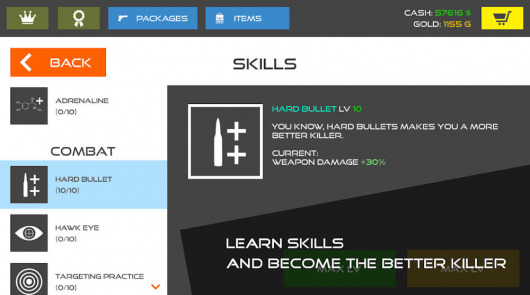 PACKAGES
ITEMS
CASH: 57616 $
GOLD: 1155 G
BACK
SKILLS
ADRENALINE
(0/10)
COMBAT
HARD BULLET
(10/10)
HAWK EYE
(0/10)
TARGETING PRACTICE
(0/10)
HARD BULLET LV 10
YOU KNOW, HARD BULLETS MAKES YOU A MORE
BETTER KILLER.
CURRENT:
WEAPON DAMAGE +30%
LEARN SKILLS
AND BECOME THE BETTER KILLER
MAX LV
MAX LV